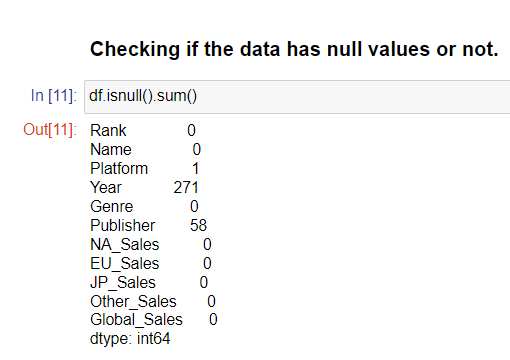 Checking if the data has null values or not.
In [11]: df.isnull().sum()
Out[11]: Rank 0
Name 0
Platform 1
Year 271
Genre 0
Publisher 58
NA_Sales 0
EU_Sales 0
JP_Sales 0
Other_Sales 0
Global_Sales 0
dtype: int64